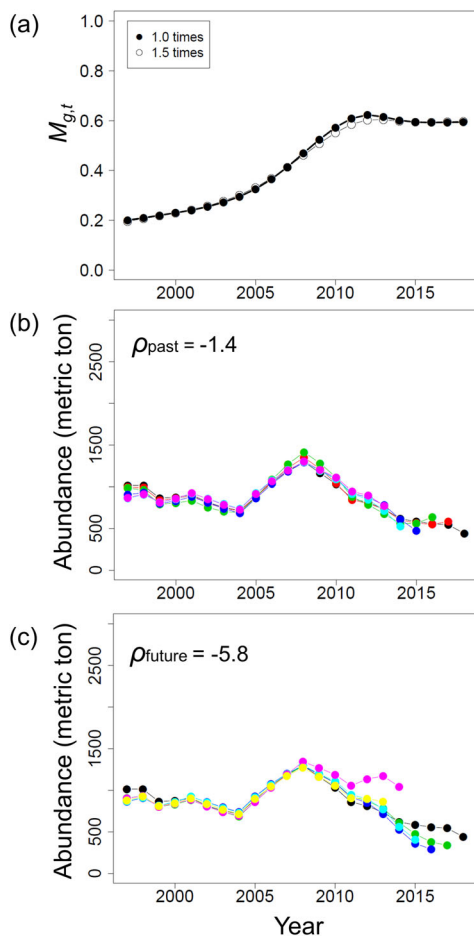 (a)
1.0 times
1.5 times
M g,t
1.0
0.8
0.6
0.4
0.2
0.0
2000 2005 2010 2015
(b)
ρpast = -1.4
Abundance (metric ton)
2500
1500
500
0
2000 2005 2010 2015
(c)
ρfuture = -5.8
Abundance (metric ton)
2500
1500
500
0
2000 2005 2010 2015
Year